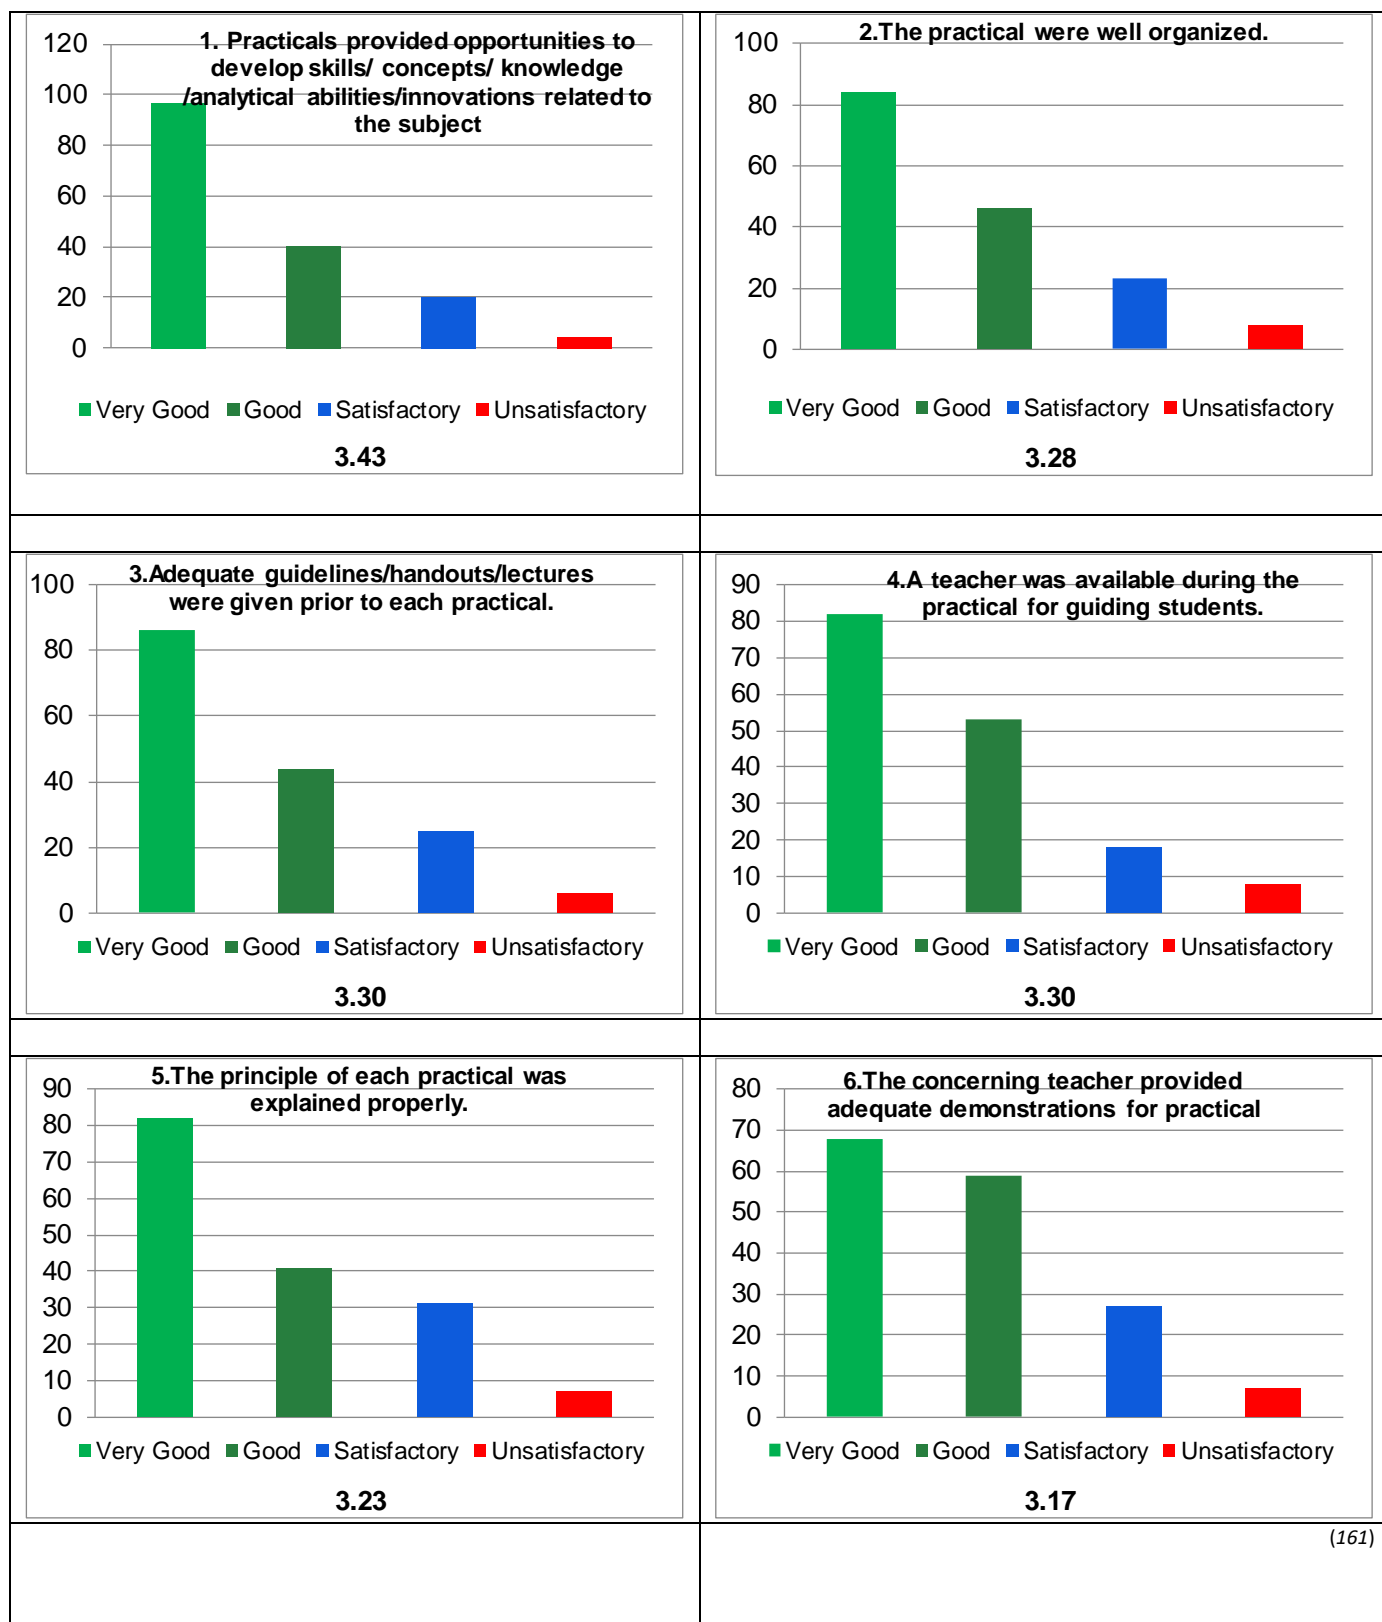 1. Practicals provided opportunities to
develop skills/ concepts/ knowledge
/analytical abilities/innovations related to
the subject
120
100
80
60
40
20
0
Very Good Good Satisfactory Unsatisfactory
3.43
2.The practical were well organized.
100
80
60
40
20
0
Very Good Good Satisfactory Unsatisfactory
3.28
3.Adequate guidelines/handouts/lectures
were given prior to each practical.
100
80
60
40
20
0
Very Good Good Satisfactory Unsatisfactory
3.30
4.A teacher was available during the
practical for guiding students.
90
80
70
60
50
40
30
20
10
0
Very Good Good Satisfactory Unsatisfactory
3.30
5.The principle of each practical was
explained properly.
90
80
70
60
50
40
30
20
10
0
Very Good Good Satisfactory Unsatisfactory
3.23
6.The concerning teacher provided
adequate demonstrations for practical
80
70
60
50
40
30
20
10
0
Very Good Good Satisfactory Unsatisfactory
3.17
(161)